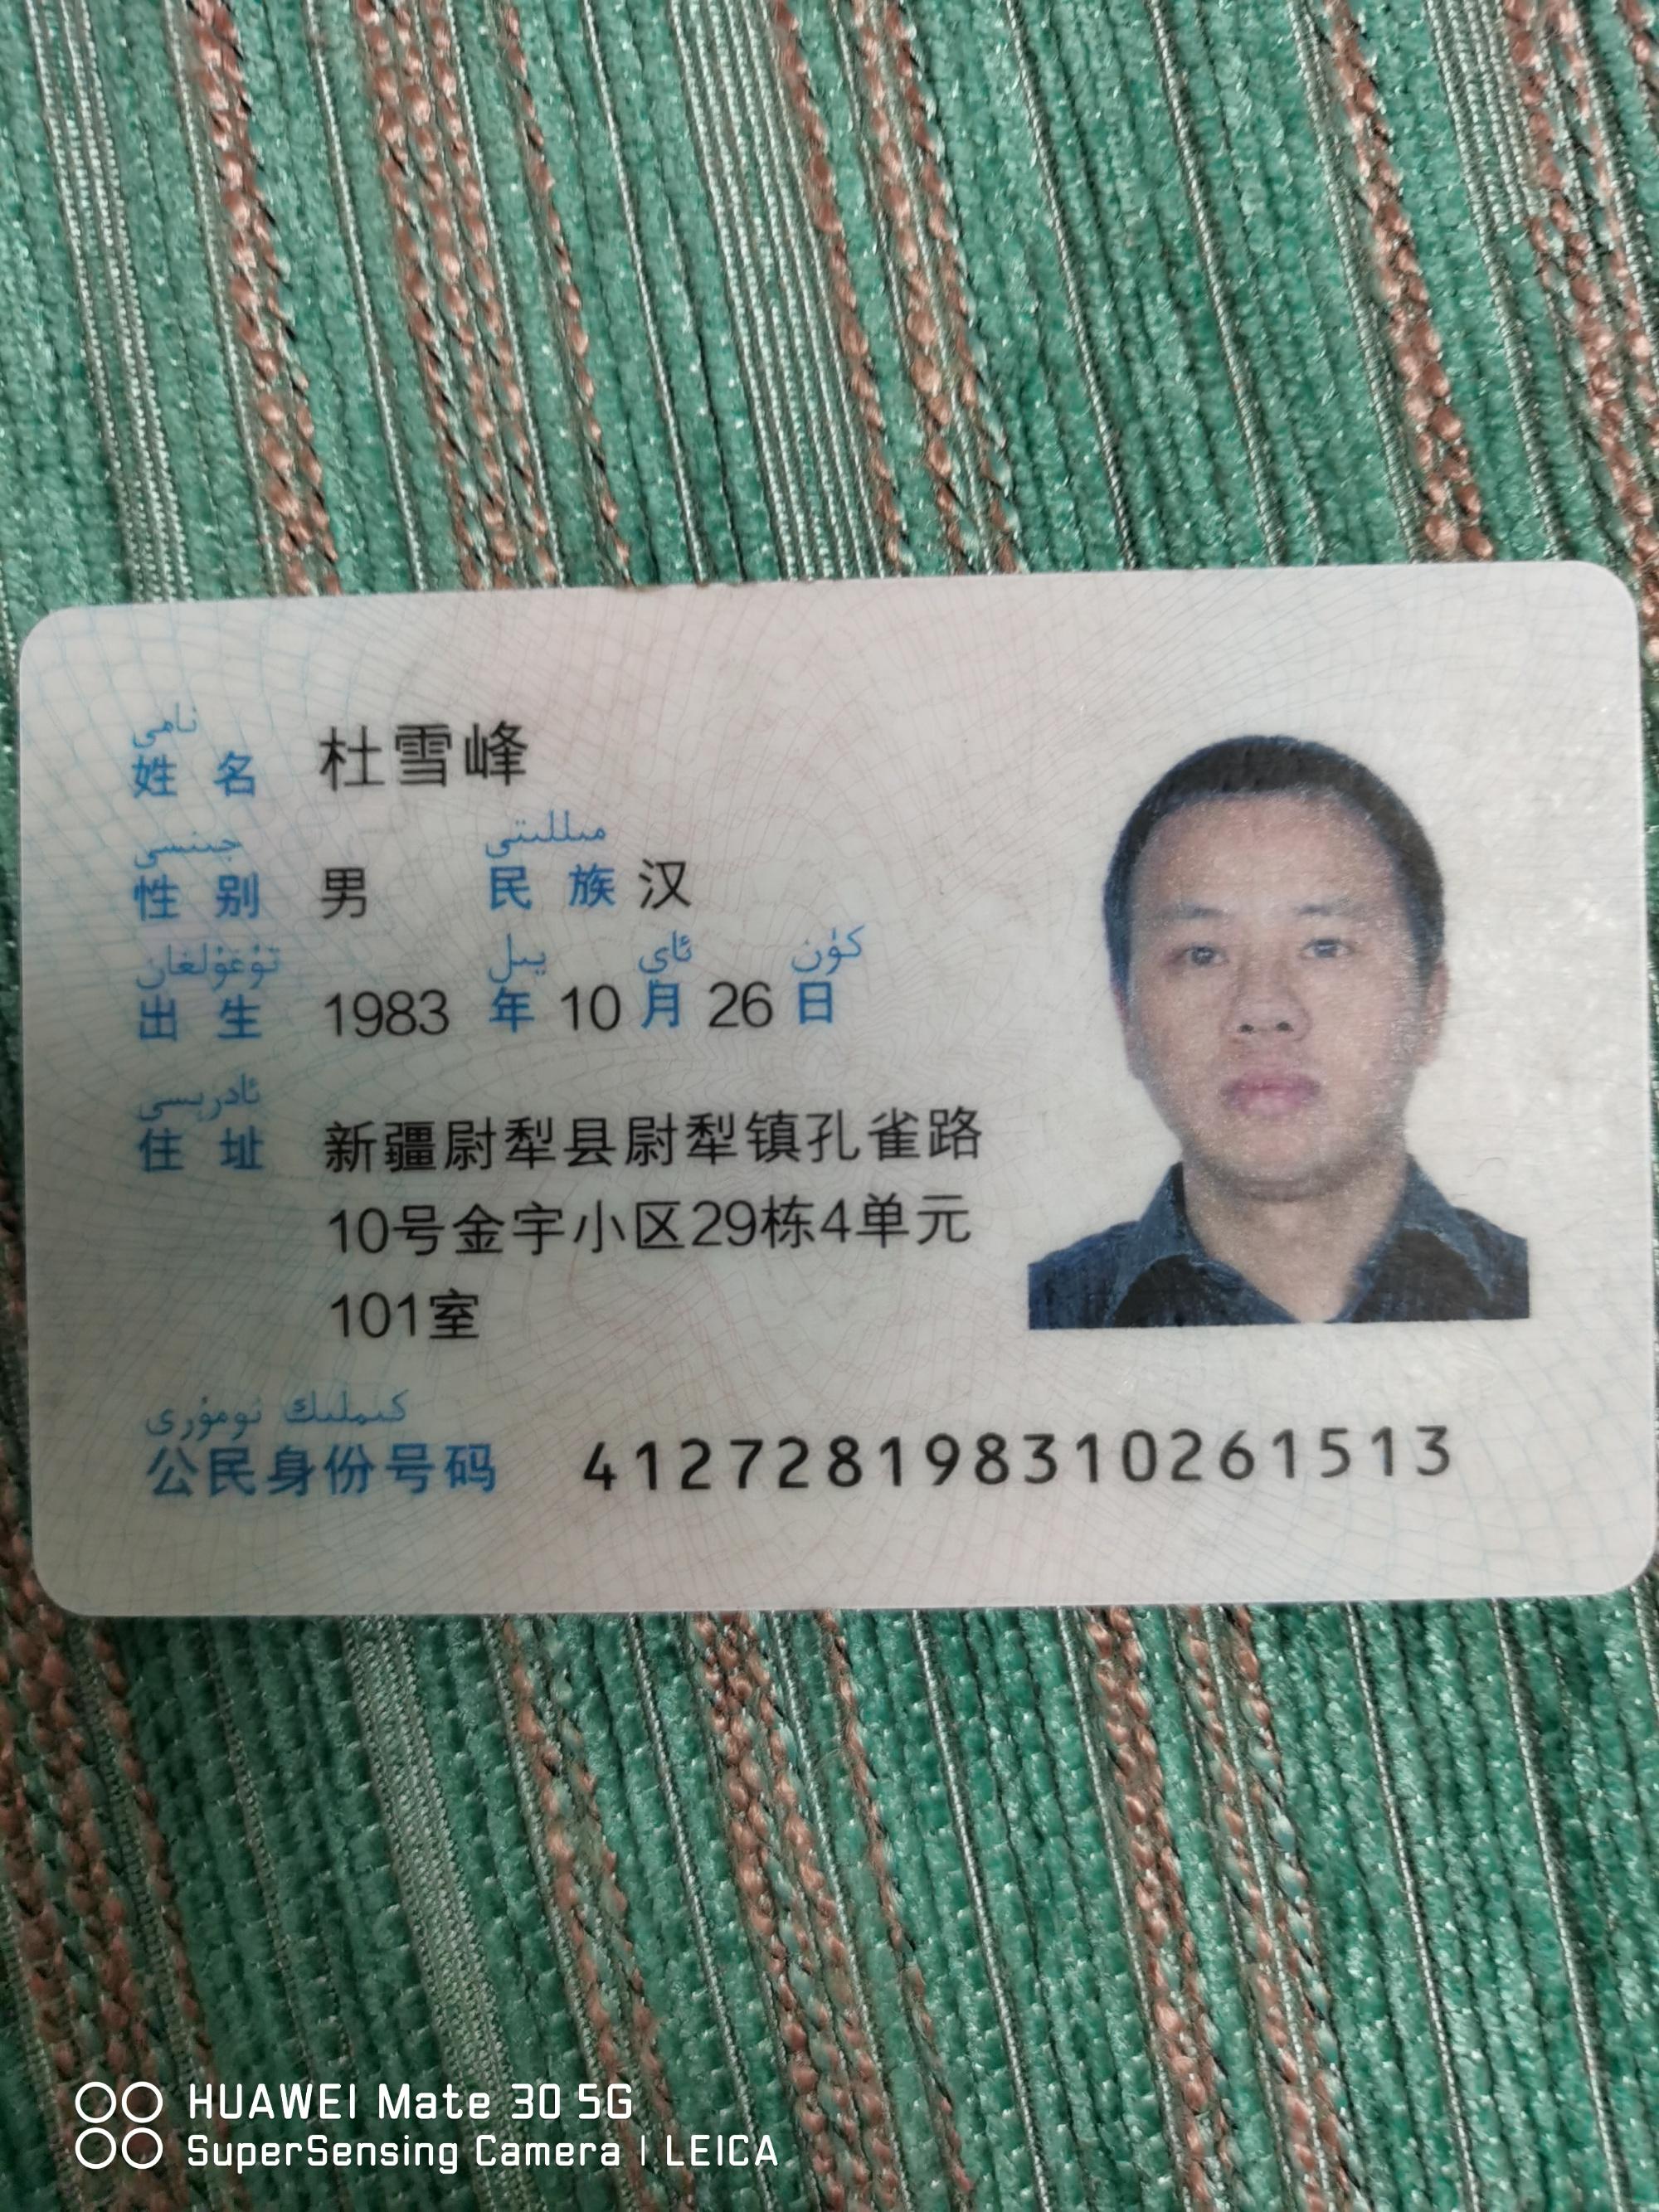 نامى
姓 名 杜雪峰
جىنسى مىللىتى
性 别 男 民 族 汉
تۇغۇلغان يىل ئاي كۈن
出 生 1983 年 10 月 26 日
ئادرېسى
住 址 新疆尉犁县尉犁镇孔雀路
10号金宇小区29栋4单元
101室
كىملىك نومۇرى
公民身份号码 412728198310261513
HUAWEI Mate 30 5G
SuperSensing Camera | LEICA